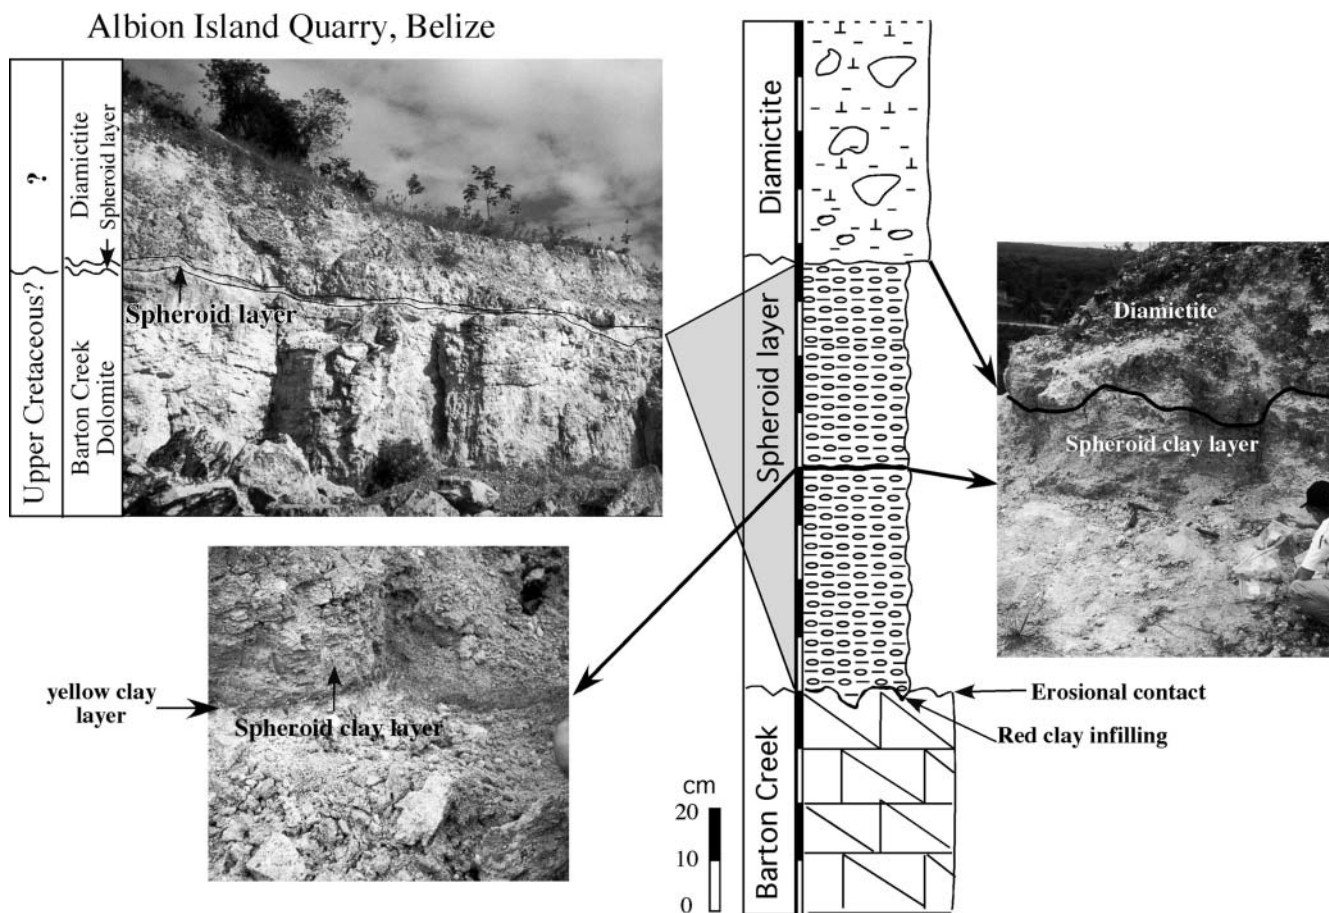 Albion Island Quarry, Belize
?
Upper Cretaceous?
Diamictite
Spheroid layer
Barton Creek
Dolomite
Spheroid layer
yellow clay
layer
Spheroid clay layer
Diamictite
Spheroid layer
Barton Creek
cm
20
10
0
Diamictite
Spheroid clay layer
Erosional contact
Red clay infilling